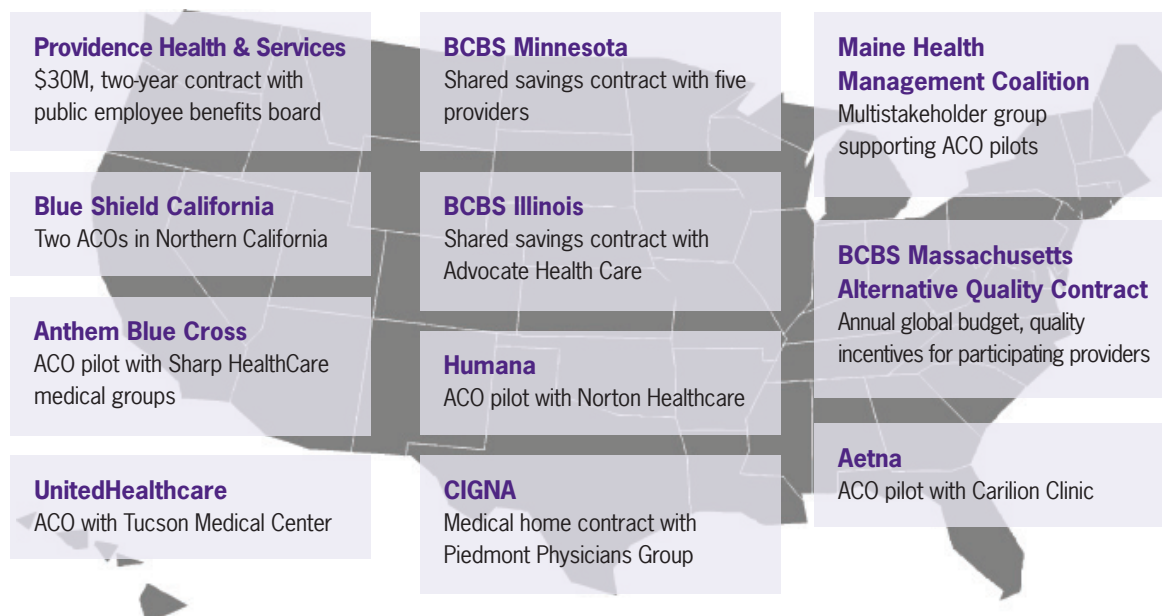 Providence Health & Services
$30M, two-year contract with
public employee benefits board
Blue Shield California
Two ACOs in Northern California
Anthem Blue Cross
ACO pilot with Sharp HealthCare
medical groups
UnitedHealthcare
ACO with Tucson Medical Center
BCBS Minnesota
Shared savings contract with five
providers
BCBS Illinois
Shared savings contract with
Advocate Health Care
Humana
ACO pilot with Norton Healthcare
CIGNA
Medical home contract with
Piedmont Physicians Group
Maine Health
Management Coalition
Multistakeholder group
supporting ACO pilots
BCBS Massachusetts
Alternative Quality Contract
Annual global budget, quality
incentives for participating providers
Aetna
ACO pilot with Carilion Clinic